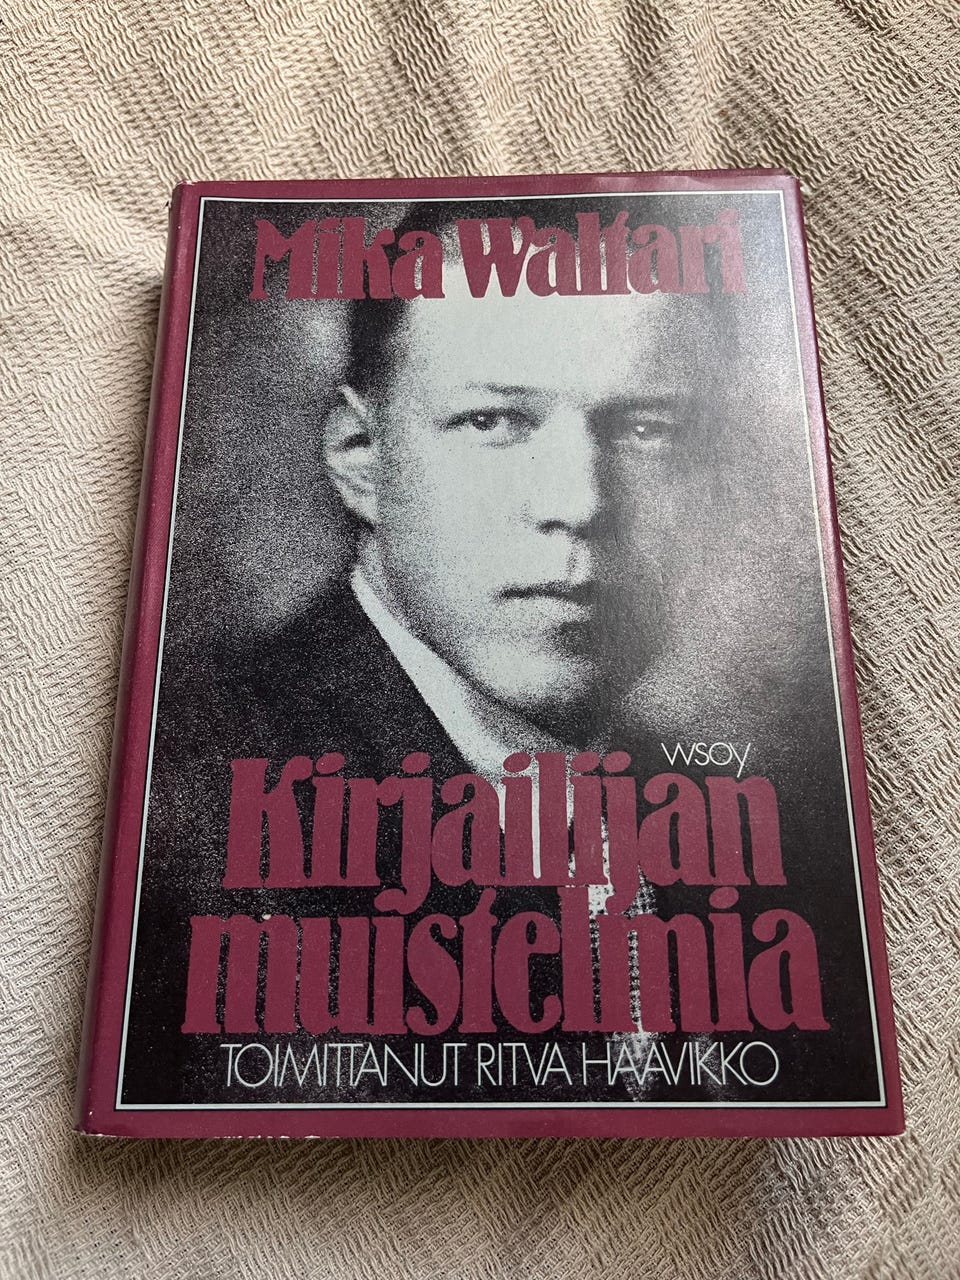 Mika Waltari
wsoy
Kirjailijan
muistelmia
TOIMITTANUT RITVA HAAVIKKO